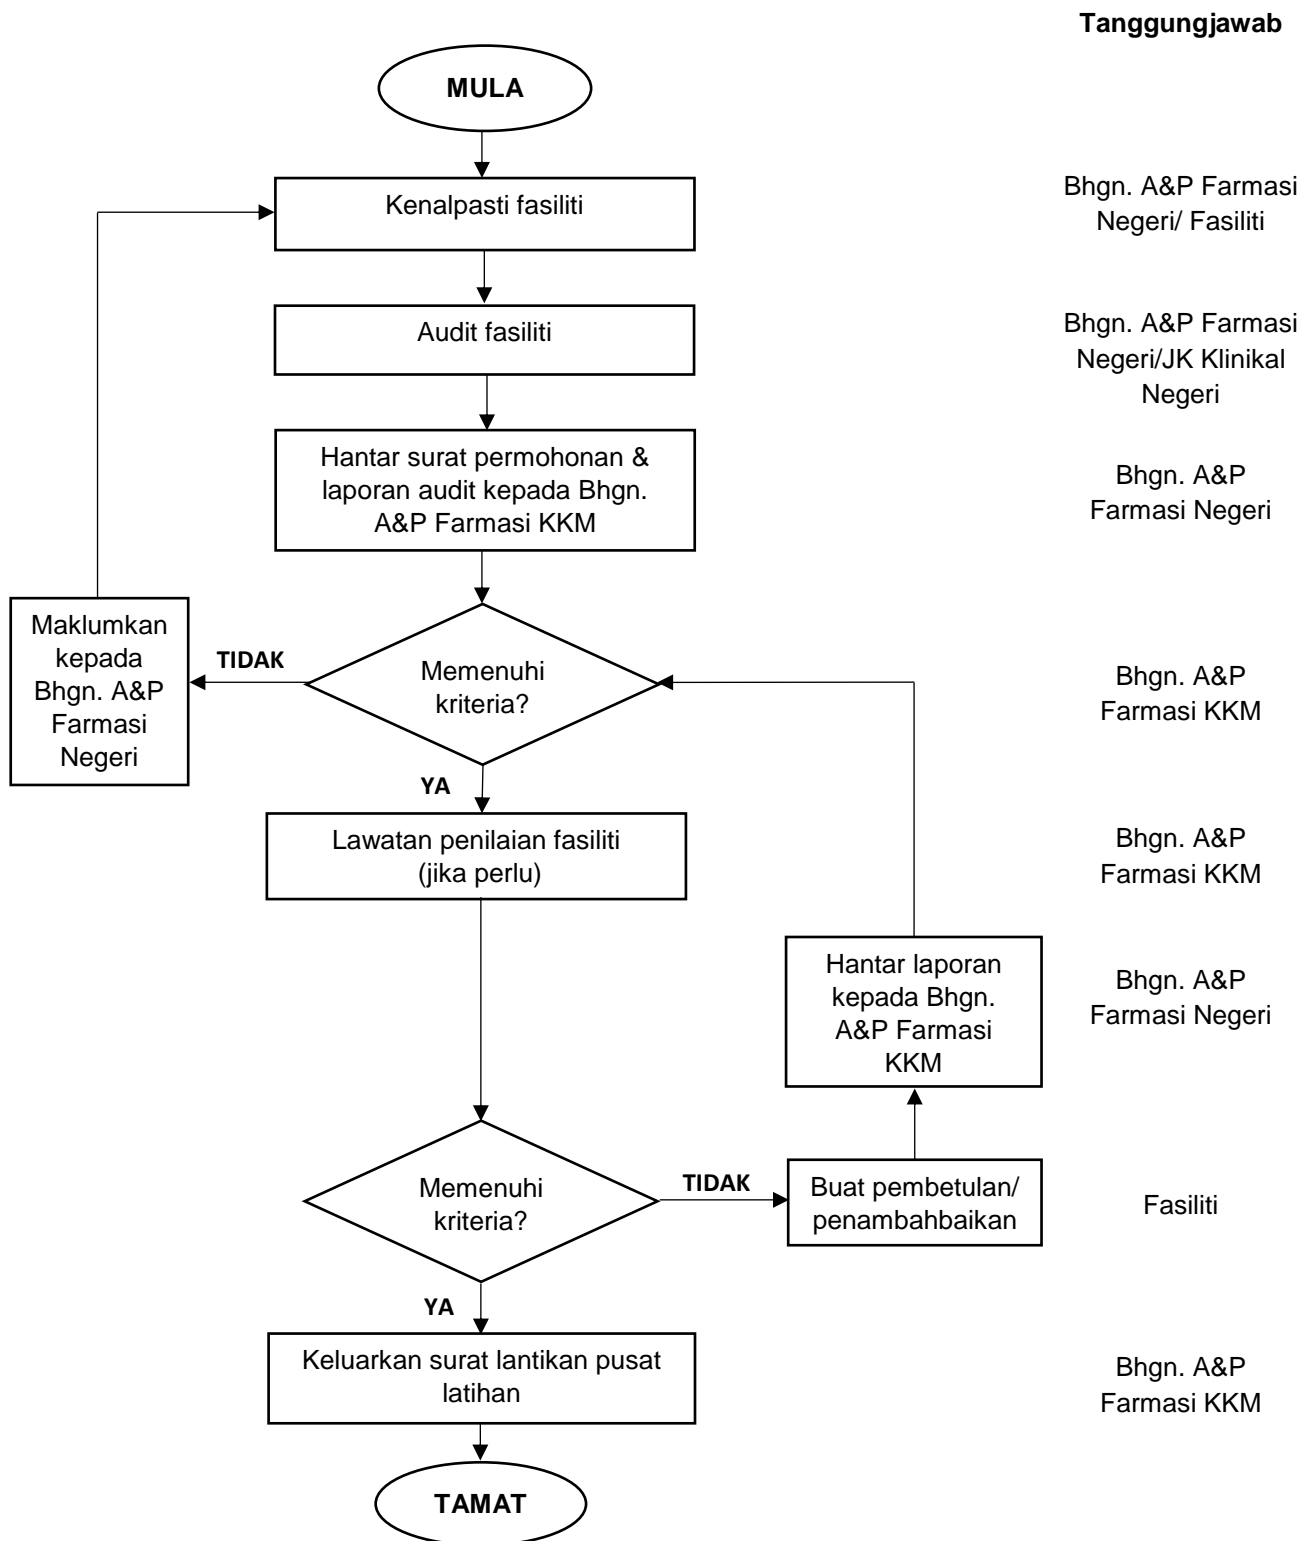 Tanggungjawab
MULA
Kenalpasti fasiliti
Bhgn. A&P Farmasi
Negeri/ Fasiliti
Audit fasiliti
Bhgn. A&P Farmasi
Negeri/JK Klinikal
Negeri
Hantar surat permohonan &
laporan audit kepada Bhgn.
A&P Farmasi KKM
Bhgn. A&P
Farmasi Negeri
Maklumkan
kepada
Bhgn. A&P
Farmasi
Negeri
TIDAK
Memenuhi
kriteria?
Bhgn. A&P
Farmasi KKM
YA
Lawatan penilaian fasiliti
(jika perlu)
Bhgn. A&P
Farmasi KKM
Hantar laporan
kepada Bhgn.
A&P Farmasi
KKM
Bhgn. A&P
Farmasi Negeri
Memenuhi
kriteria?
TIDAK
Buat pembetulan/
penambahbaikan
Fasiliti
YA
Keluarkan surat lantikan pusat
latihan
Bhgn. A&P
Farmasi KKM
TAMAT